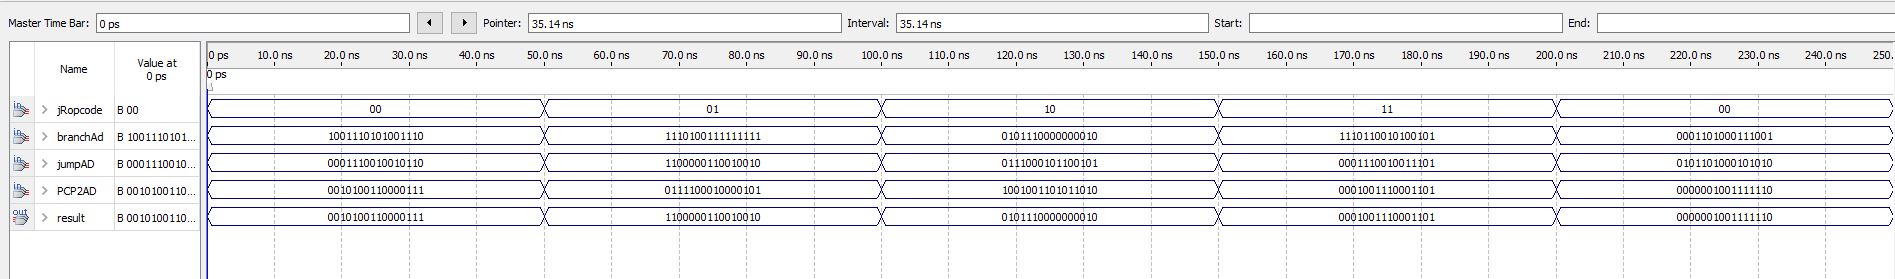 Master Time Bar: 0 ps Pointer: 35.14 ns Interval: 35.14 ns Start: End:
Name Value at 0 ps
0 ps 10.0 ns 20.0 ns 30.0 ns 40.0 ns 50.0 ns 60.0 ns 70.0 ns 80.0 ns 90.0 ns 100.0 ns 110.0 ns 120.0 ns 130.0 ns 140.0 ns 150.0 ns 160.0 ns 170.0 ns 180.0 ns 190.0 ns 200.0 ns 210.0 ns 220.0 ns 230.0 ns 240.0 ns 250.
0 ps
in jRopcode B 00 00 01 10 11 00
in branchAd B 1001110101... 1001110101001110 1110100111111111 0101110000000010 1110110010100101 0001101000111001
in jumpAD B 0001110010... 0001110010010110 1100000110010010 0111000101100101 0001110010011101 0101101000101010
in PCP2AD B 0010100110... 0010100110000111 0111100010000101 1001001101011010 0001001110001101 0000001001111110
out result B 0010100110... 0010100110000111 1100000110010010 0101110000000010 0001001110001101 0000001001111110